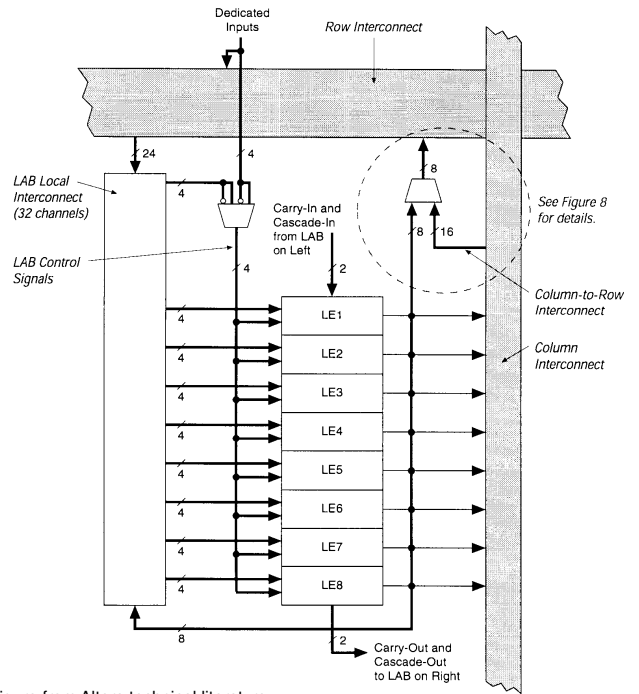 Dedicated
Inputs
Row Interconnect
24
4
LAB Local
Interconnect
(32 channels)
4
8
See Figure 8
for details.
Carry-In and
Cascade-In
from LAB
on Left
8
16
LAB Control
Signals
4
2
Column-to-Row
Interconnect
4
LE1
4
LE2
Column
Interconnect
4
LE3
4
LE4
4
LE5
4
LE6
4
LE7
4
LE8
8
2
Carry-Out and
Cascade-Out
to LAB on Right